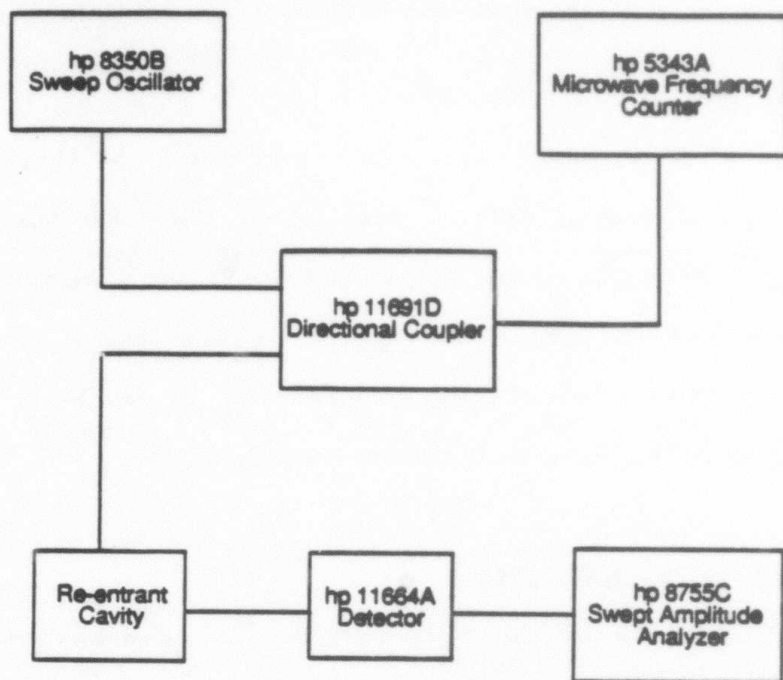 hp 8350B
Sweep Oscillator
hp 5343A
Microwave Frequency
Counter
hp 11691D
Directional Coupler
Re-entrant
Cavity
hp 11664A
Detector
hp 8755C
Swept Amplitude
Analyzer